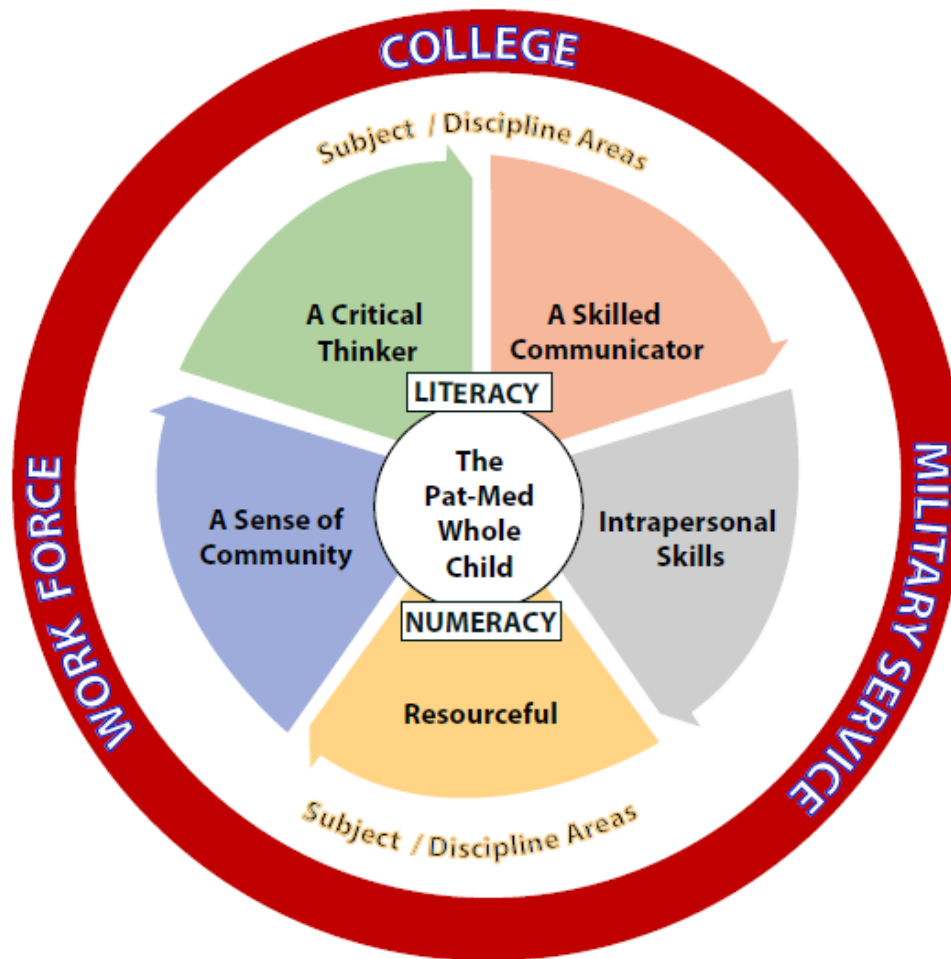 COLLEGE
Subject / Discipline Areas
A Critical
Thinker
A Skilled
Communicator
LITERACY
The
Pat-Med
Whole
Child
A Sense of
Community
Intrapersonal
Skills
NUMERACY
Resourceful
Subject / Discipline Areas
WORK FORCE
MILITARY SERVICE